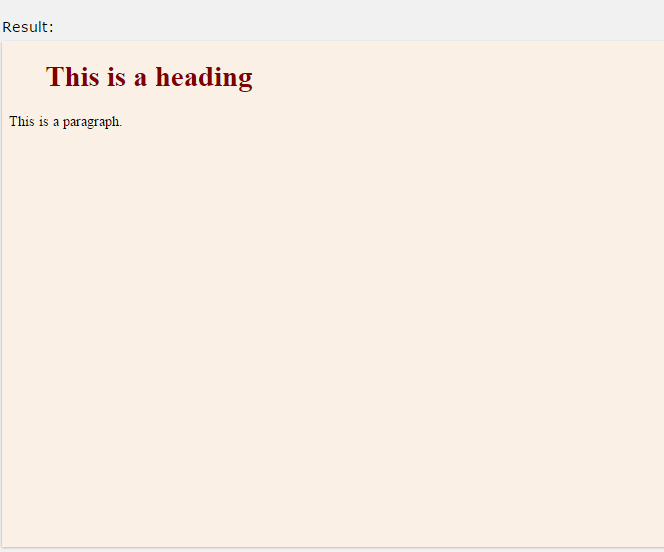 Result:
This is a heading
This is a paragraph.